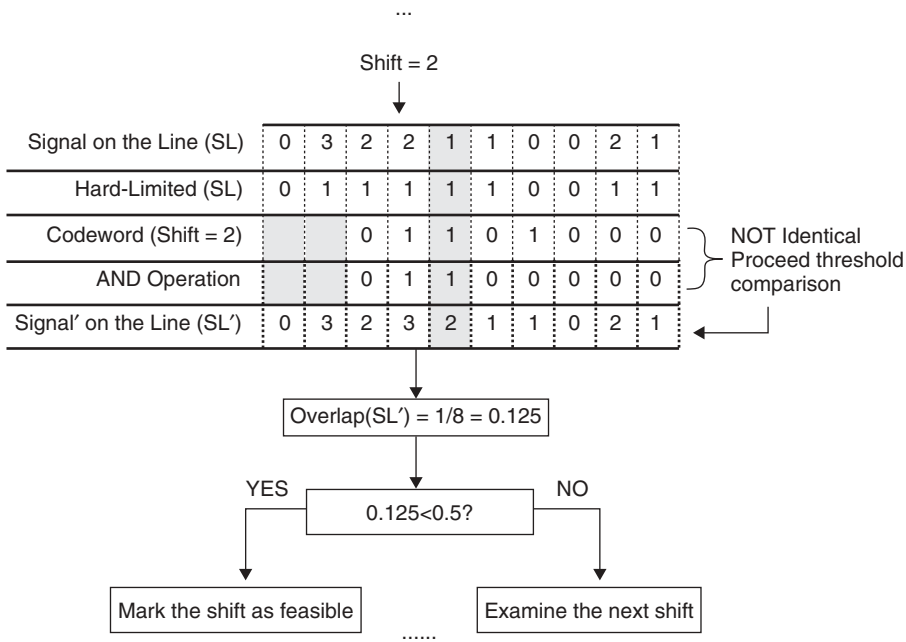 ...
Shift = 2
Signal on the Line (SL) 0 3 2 2 1 1 0 0 2 1
Hard-Limited (SL) 0 1 1 1 1 1 0 0 1 1
Codeword (Shift = 2) 0 1 1 0 1 0 0 0
AND Operation 0 1 1 0 0 0 0 0
NOT Identical
Proceed threshold
comparison
Signal′ on the Line (SL′) 0 3 2 3 2 1 1 0 2 1
Overlap(SL′) = 1/8 = 0.125
YES
NO
0.125<0.5?
Mark the shift as feasible
Examine the next shift
......